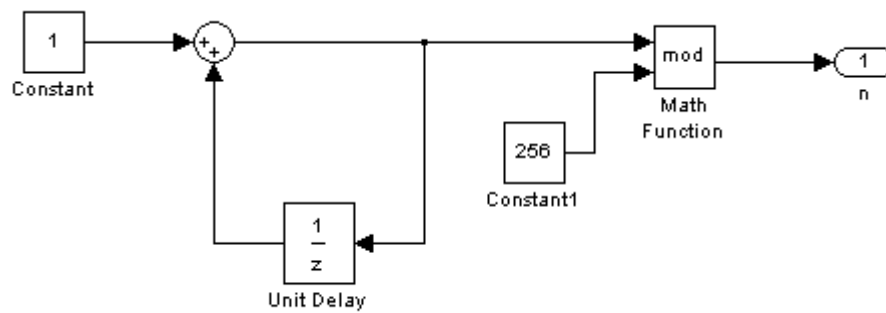 1
Constant
+
+
mod
Math
Function
1
n
256
Constant1
1
z
Unit Delay